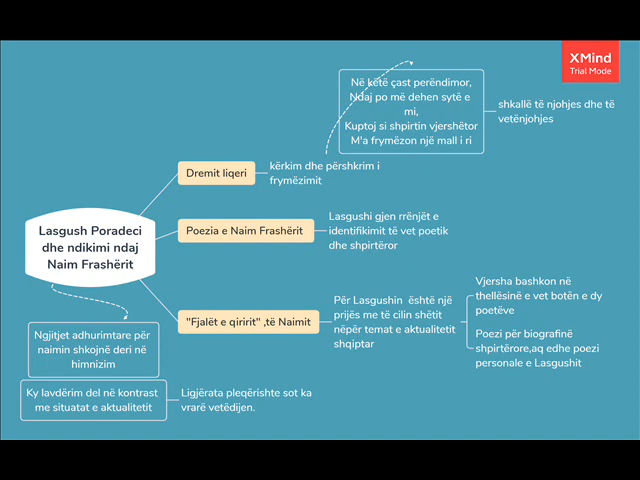 XMind
Trial Mode
Në këtë çast perëndimor,
Ndaj po më dehen sytë e
mi,
Kuptoj si shpirtin vjershëtor
M'a frymëzon një mall i ri
shkallë të njohjes dhe të
vetënjohjes
Dremit liqeri
kërkim dhe përshkrim i
frymëzimit
Lasgush Poradeci
dhe ndikimi ndaj
Naim Frashërit
Poezia e Naim Frashërit
Lasgushi gjen rrënjët e
identifikimit të vet poetik
dhe shpirtëror
"Fjalët e qiririt" ,të Naimit
Për Lasgushin është një
prijës me të cilin shëtit
nëpër temat e aktualitetit
shqiptar
Vjersha bashkon në
thellësinë e vet botën e dy
poetëve
Poezi për biografinë
shpirtërore,aq edhe poezi
personale e Lasgushit
Ngjitjet adhurimtare për
naimin shkojnë deri në
himnizim
Ky lavdërim del në kontrast
me situatat e aktualitetit
Ligjërata pleqërishte sot ka
vrarë vetëdijen.